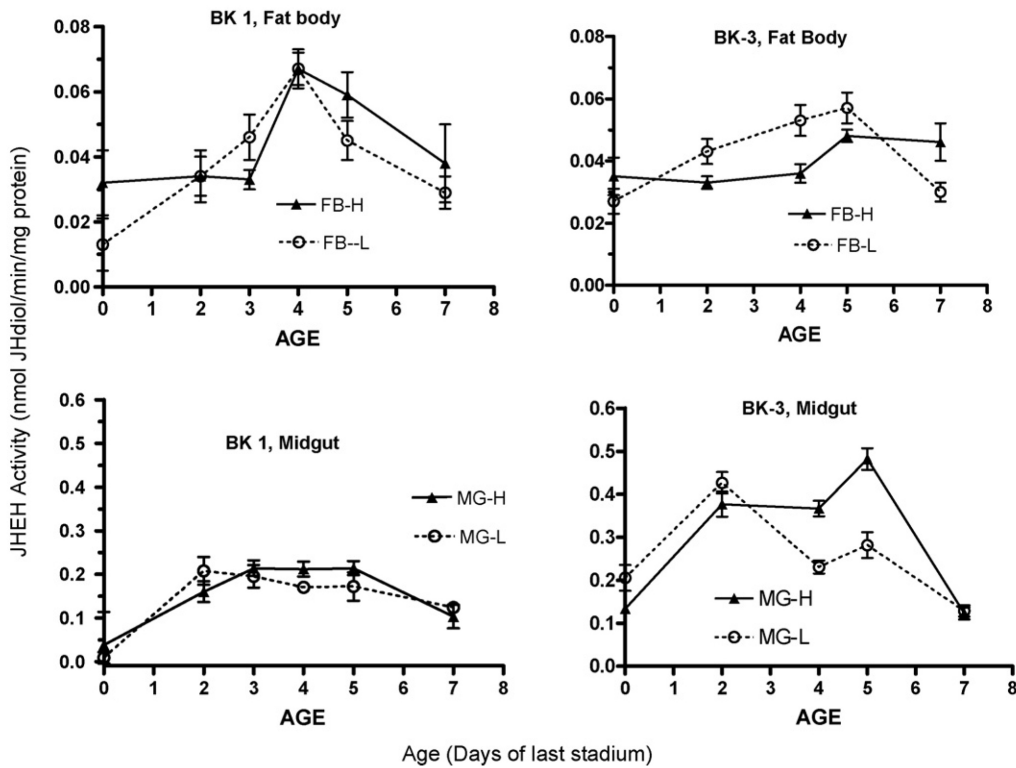 JHEH Activity (nmol JHdiol/min/mg protein)
BK 1, Fat body
0.08
0.06
0.04
0.02
0.00
FB-H
FB--L
0 1 2 3 4 5 6 7 8
AGE
BK-3, Fat Body
0.08
0.06
0.04
0.02
0.00
FB-H
FB-L
0 1 2 3 4 5 6 7 8
AGE
BK 1, Midgut
0.6
0.5
0.4
0.3
0.2
0.1
0.0
MG-H
MG-L
0 1 2 3 4 5 6 7 8
AGE
BK-3, Midgut
0.6
0.5
0.4
0.3
0.2
0.1
0.0
MG-H
MG-L
0 1 2 3 4 5 6 7 8
AGE
Age (Days of last stadium)